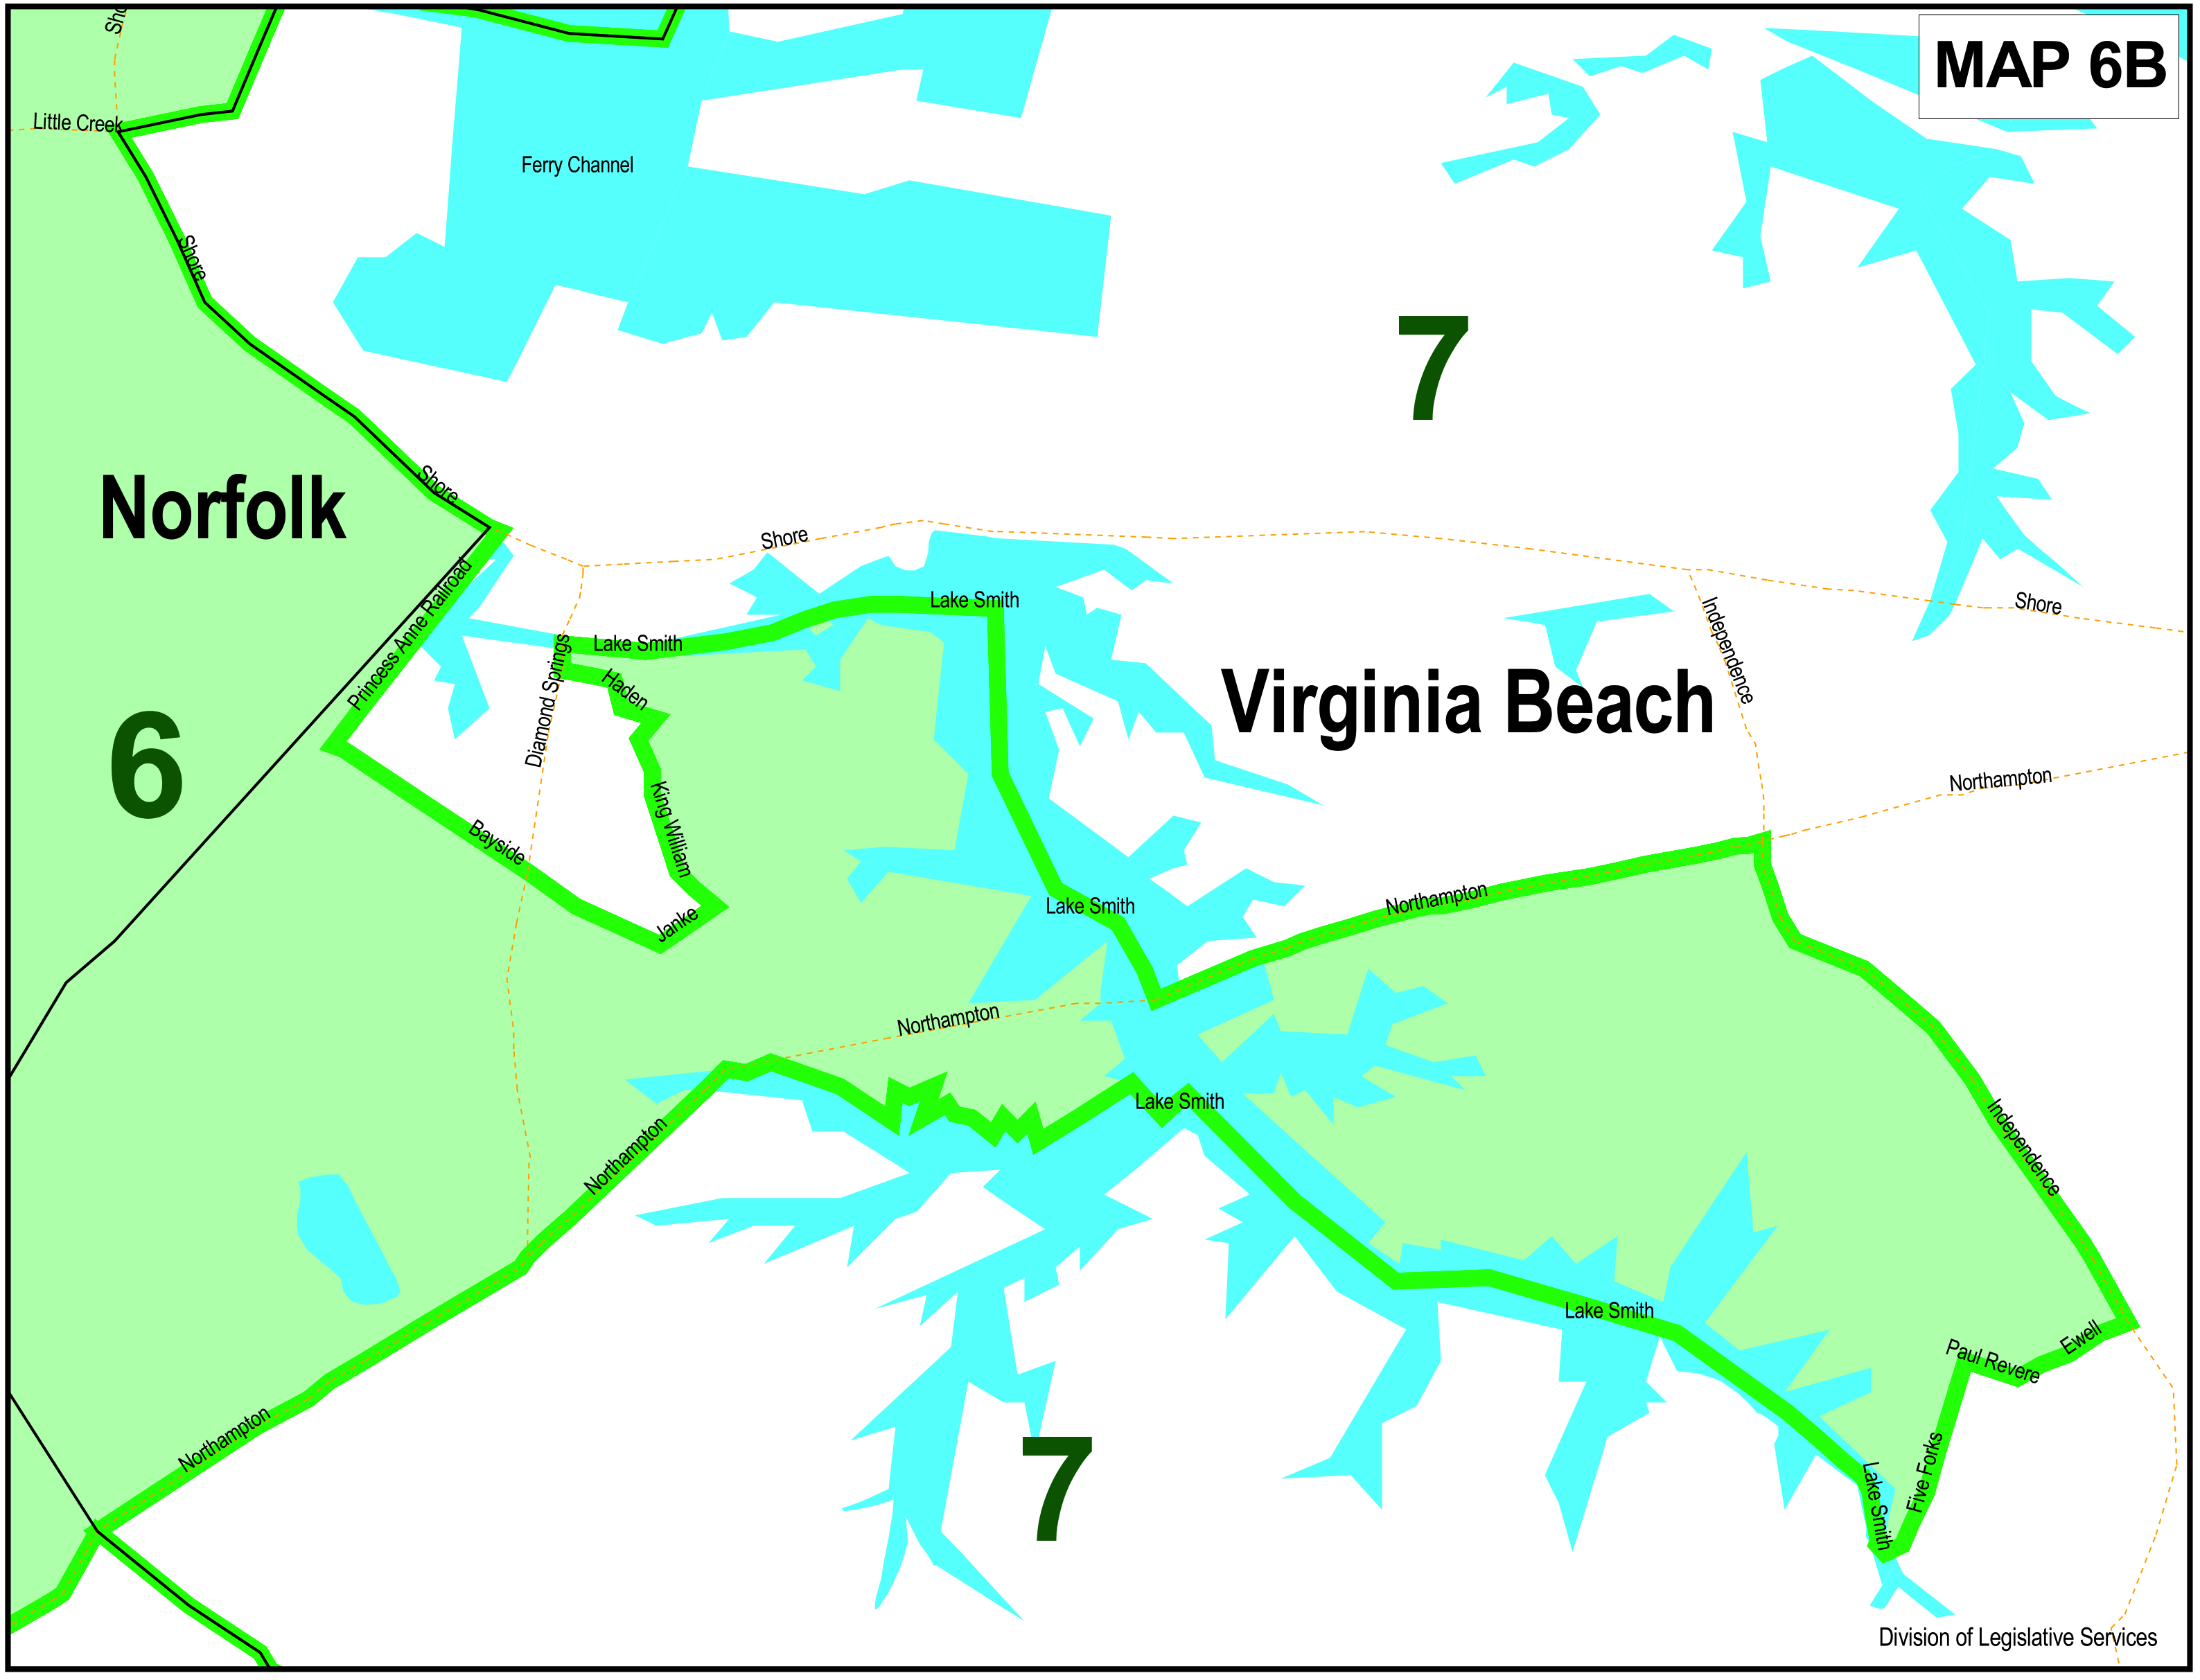 MAP 6B
Sho
Little Creek
Ferry Channel
Shore
7
Shore
Norfolk
Shore
Princess Anne Railroad
Lake Smith
Lake Smith
Independence
Shore
Diamond Springs
Haden
Virginia Beach
6
King William
Northampton
Bayside
Janke
Lake Smith
Northampton
Northampton
Lake Smith
Northampton
Independence
Lake Smith
Paul Revere
Ewell
Northampton
7
Five Forks
Lake Smith
Division of Legislative Services